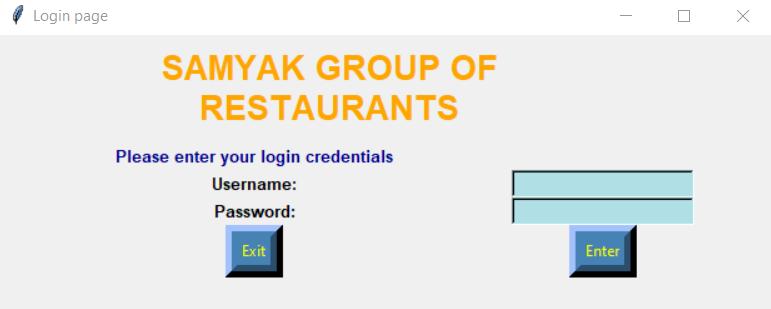 Login page
SAMYAK GROUP OF
RESTAURANTS
Please enter your login credentials
Username:
Password:
Exit Enter